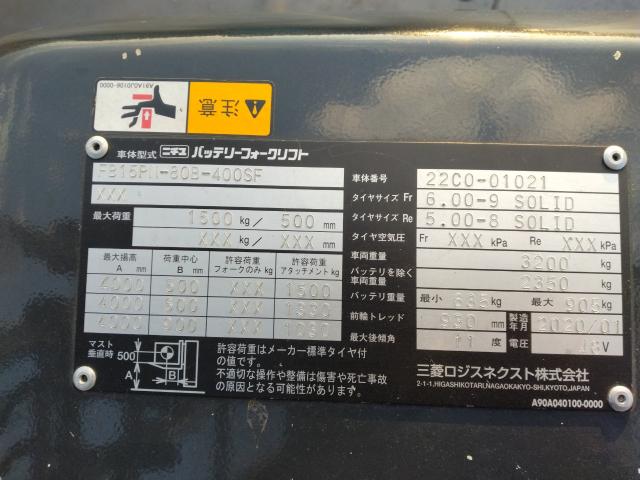 A91AJ0106-0000
注意
車体型式 ニチユ バッテリーフォークリフト
FB15PN-80B-400SF
XXX
最大荷重 1500 kg/ 500 mm
XXX kg/ XXX mm
最大揚高 A mm 荷重中心 B mm 許容荷重 フォークのみ kg 許容荷重 アタッチメント kg
4000 XXX 1500
4000 XXX
4000 XXX
マスト垂直時 500 A B
許容荷重はメーカー標準タイヤ付
の値です。
不適切な操作や整備は傷害や死亡事故
の原因となる可能性があります。
車体番号 22C0-01021
タイヤサイズ Fr 6.00-9 SOLID
タイヤサイズ Re 5.00-8 SOLID
タイヤ空気圧 Fr XXX kPa Re XXX kPa
車両重量 3200 kg
バッテリを除く車両重量 2350 kg
バッテリ重量 最小 635 kg 最大 905 kg
前輪トレッド 930 mm 製造年月 2020/01
最大後傾角 11 度 電圧 48 V
三菱ロジスネクスト株式会社
2-1-1,HIGASHIKOTARI,NAGAOKAKYO-SHI,KYOTO,JAPAN
A90A040100-0000